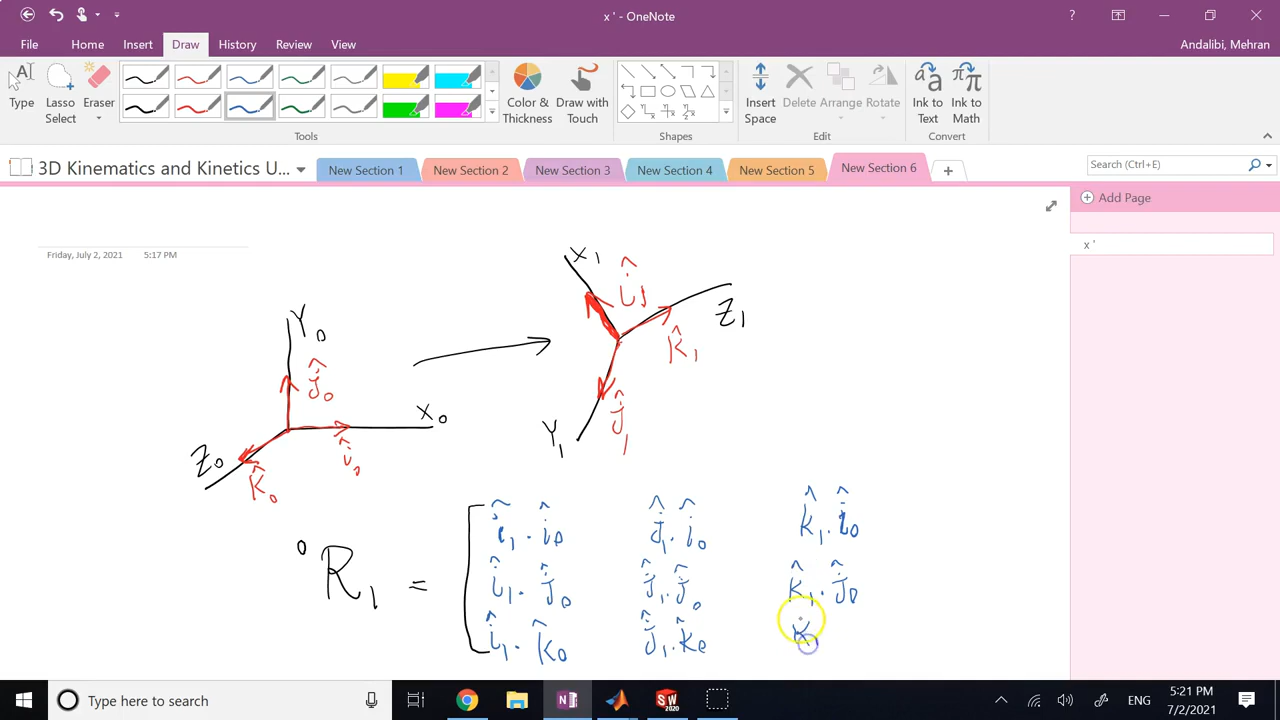 x ' - OneNote
?
File Home Insert Draw History Review View
Andalibi, Mehran
Type
Lasso Select
Eraser
Color & Thickness
Draw with Touch
Insert Space
Delete
Arrange
Rotate
Ink to Text
Ink to Math
Tools
Shapes
Edit
Convert
3D Kinematics and Kinetics U...
New Section 1
New Section 2
New Section 3
New Section 4
New Section 5
New Section 6
Search (Ctrl+E)
Add Page
x '
Friday, July 2, 2021 5:17 PM
X₁
î₁
Z₁
K̂₁
Ĵ₁
Y₁
Y₀
Ĵ₀
X₀
î₀
Z₀
K̂₀
⁰R₁ =
î₁ . î₀ Ĵ₁ . î₀ K̂₁ . î₀
î₁ . Ĵ₀ Ĵ₁ . Ĵ₀ K̂₁ . Ĵ₀
î₁ . K̂₀ Ĵ₁ . K̂₀ K
Type here to search
ENG
5:21 PM
7/2/2021